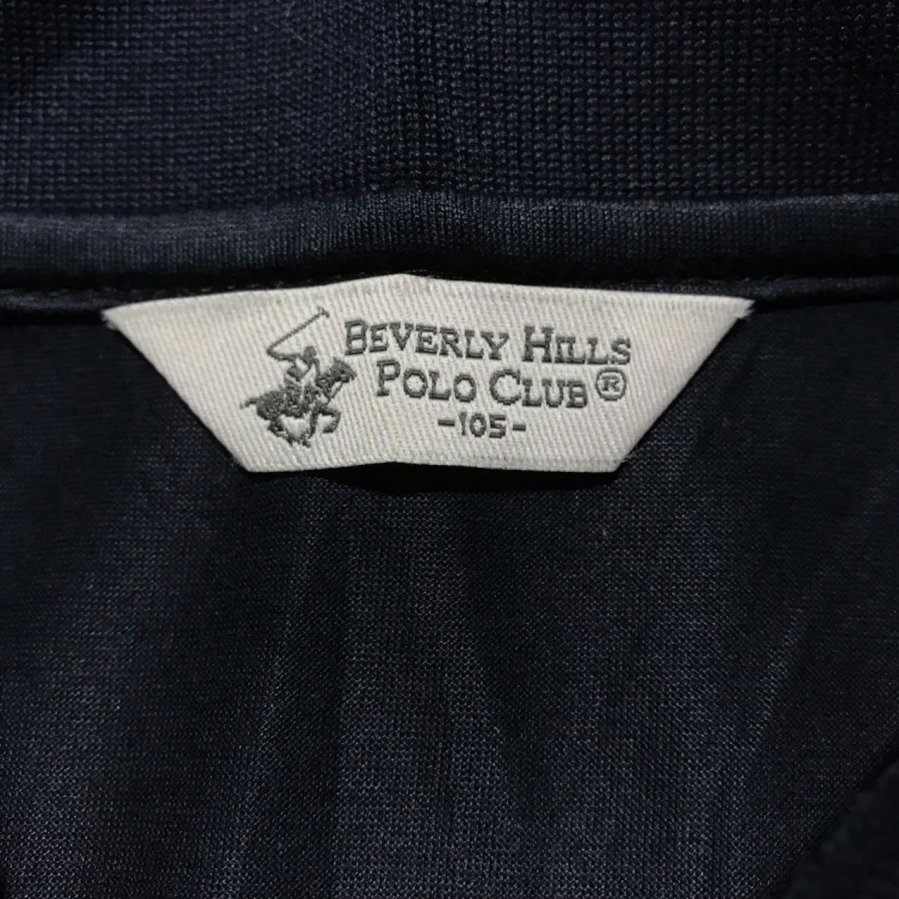 BEVERLY HILLS
POLO CLUB®
-105-